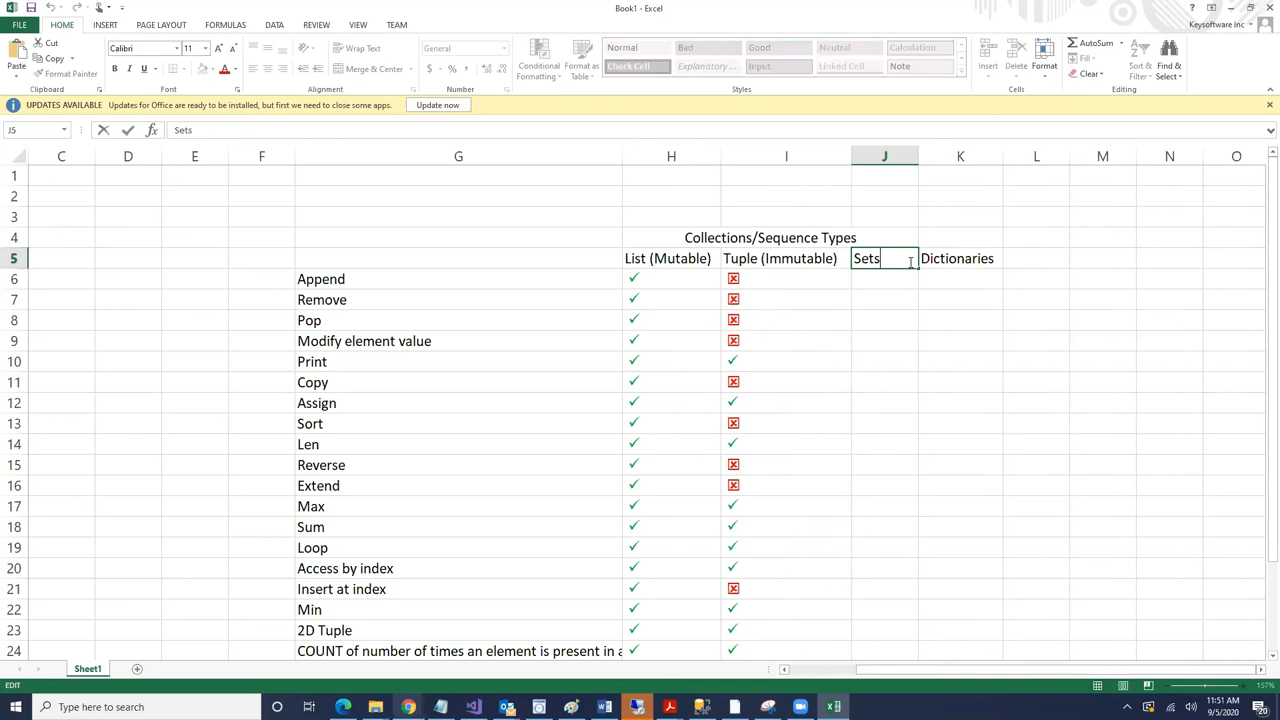 Book1 - Excel
FILE HOME INSERT PAGE LAYOUT FORMULAS DATA REVIEW VIEW TEAM
Keysoftware Inc
Paste
Cut
Copy
Format Painter
Calibri 11
B I U
A A
Wrap Text
Merge & Center
General
$ %
Conditional Formatting
Format as Table
Normal Bad Good Neutral Calculation
Check Cell Explanatory ... Input Linked Cell Note
Insert Delete Format
AutoSum
Fill
Clear
Sort & Filter
Find & Select
Clipboard Font Alignment Number Styles Cells Editing
UPDATES AVAILABLE Updates for Office are ready to be installed, but first we need to close some apps. Update now
J5 fx Sets
C D E F G H I J K L M N O
1
2
3
4 Collections/Sequence Types
5 List (Mutable) Tuple (Immutable) Sets Dictionaries
6 Append
7 Remove
8 Pop
9 Modify element value
10 Print
11 Copy
12 Assign
13 Sort
14 Len
15 Reverse
16 Extend
17 Max
18 Sum
19 Loop
20 Access by index
21 Insert at index
22 Min
23 2D Tuple
24 COUNT of number of times an element is present in a
Sheet1
EDIT 157%
Type here to search
11:51 AM
9/5/2020
20